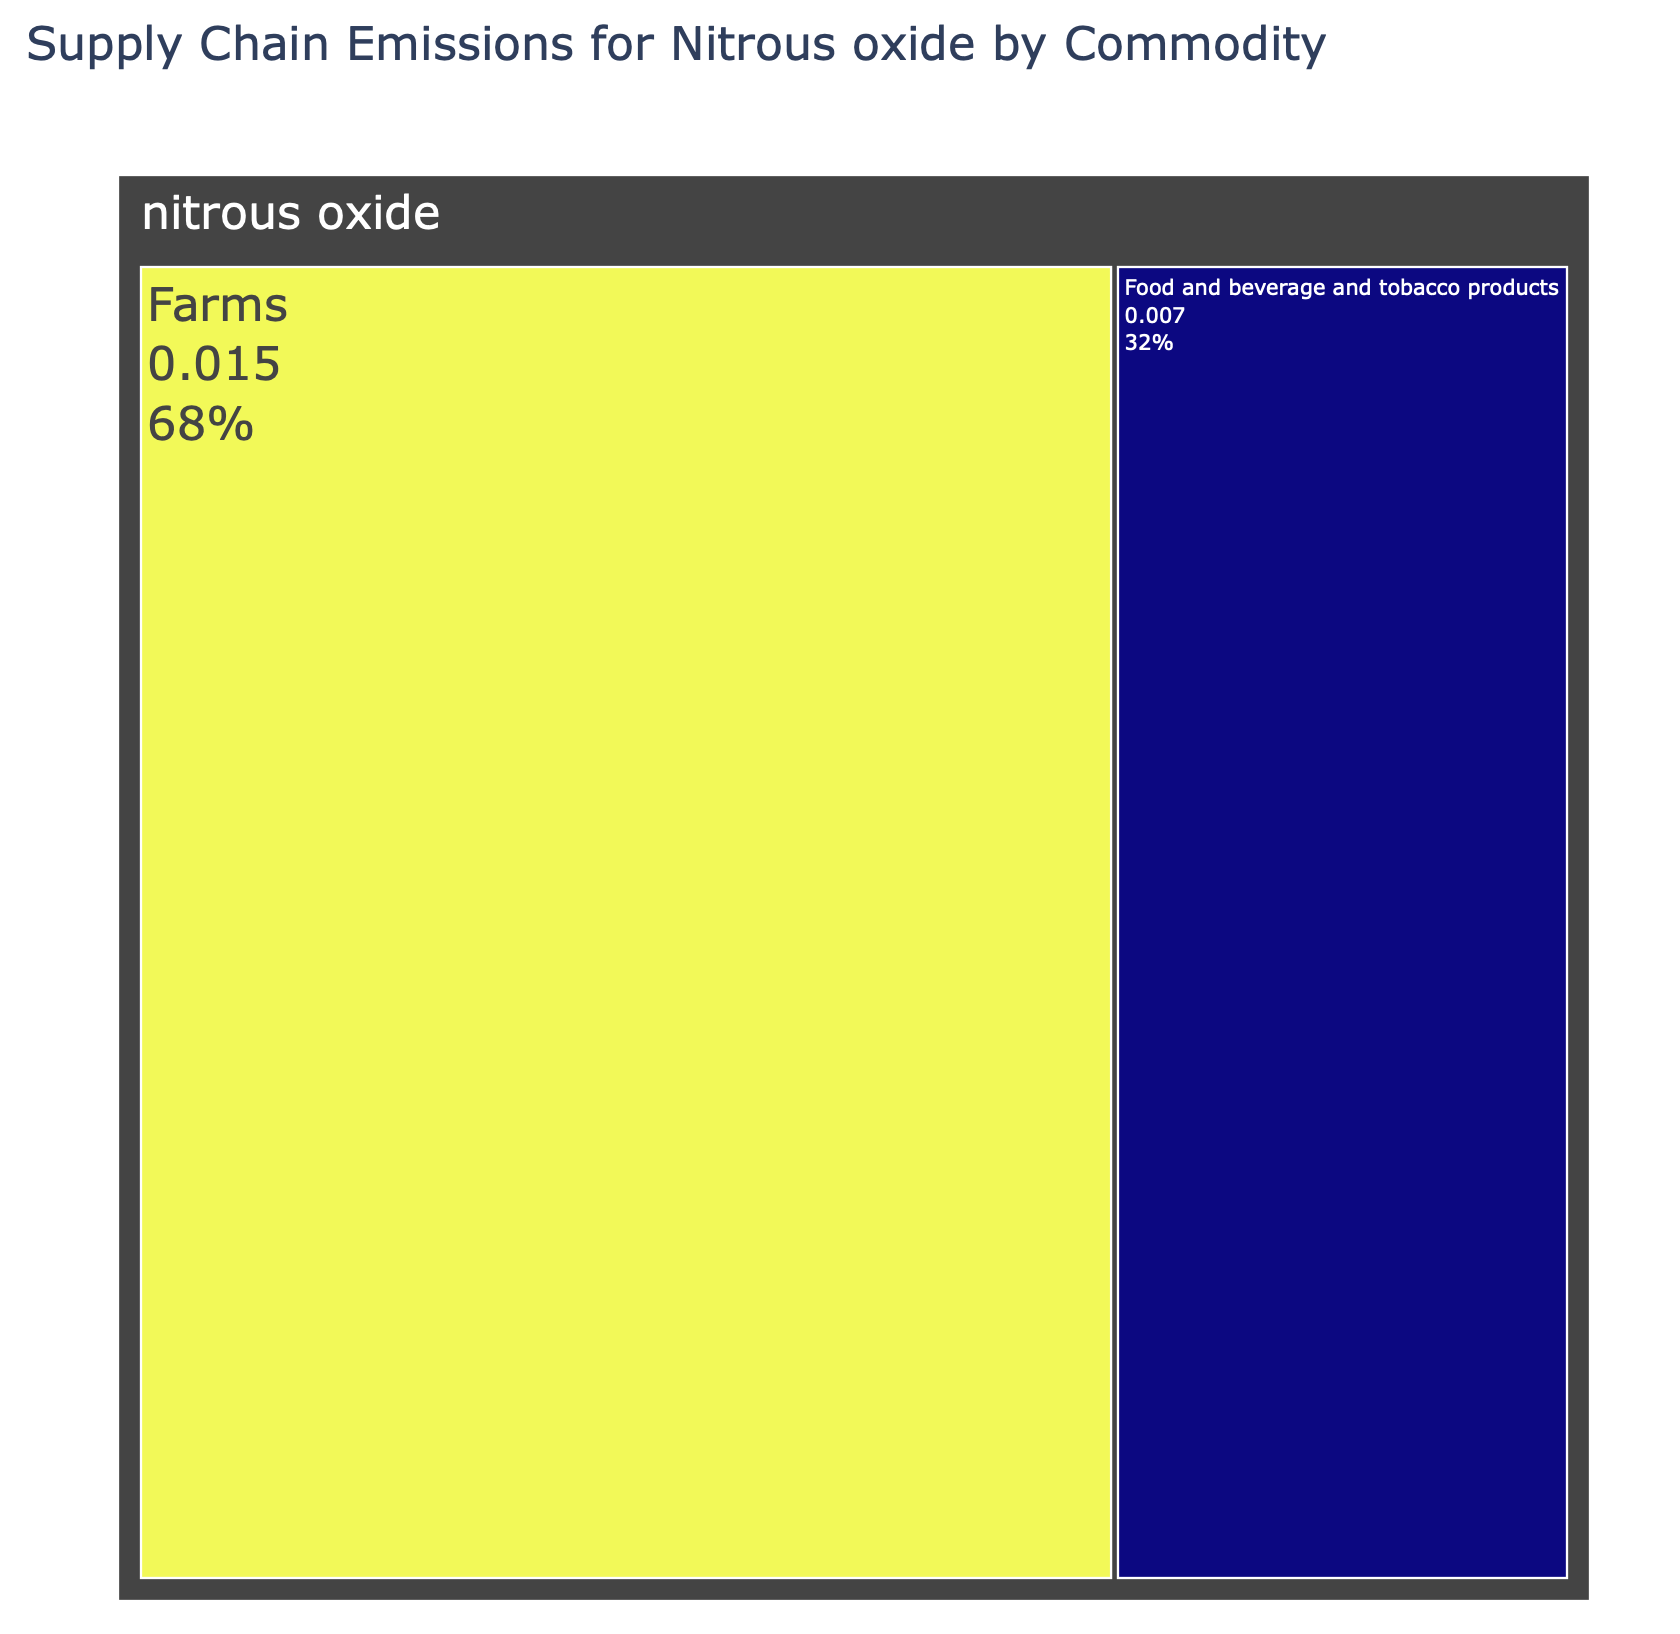 Supply Chain Emissions for Nitrous oxide by Commodity
nitrous oxide
Farms
0.015
68%
Food and beverage and tobacco products
0.007
32%